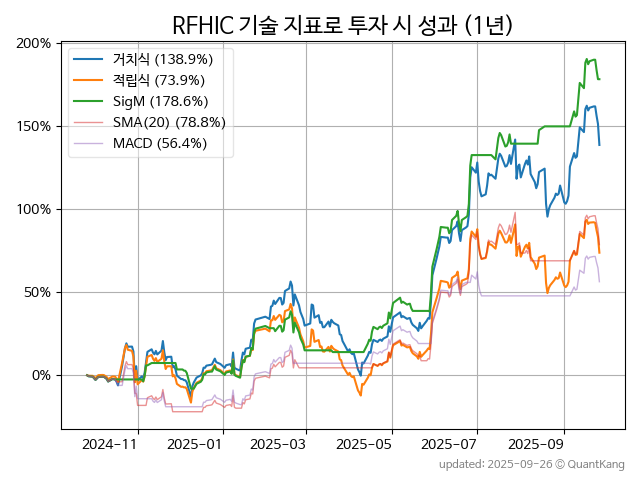 RFHIC 기술 지표로 투자 시 성과 (1년)
200%
150%
100%
50%
0%
거치식 (138.9%)
적립식 (73.9%)
SigM (178.6%)
SMA(20) (78.8%)
MACD (56.4%)
2024-11
2025-01
2025-03
2025-05
2025-07
2025-09
updated: 2025-09-26 © QuantKang